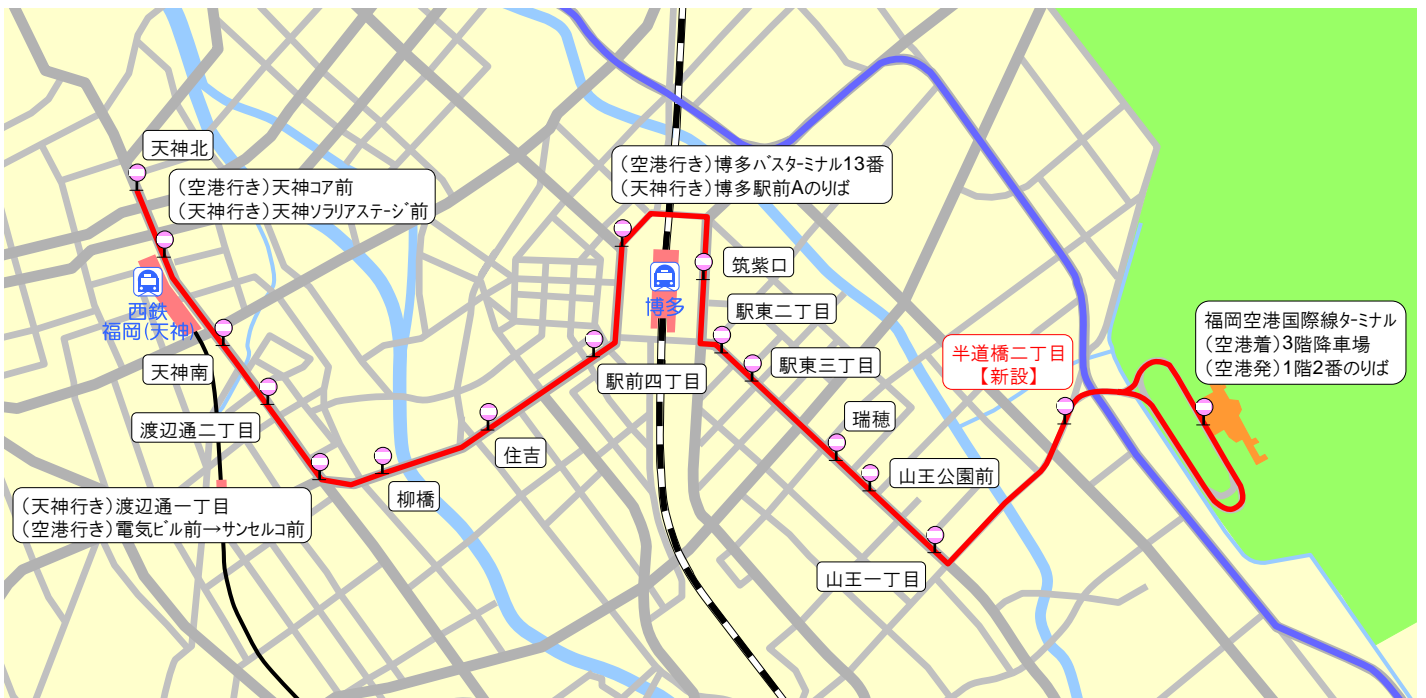 天神北
(空港行き)天神コア前
(天神行き)天神ソラリアステージ前
西鉄
福岡(天神)
天神南
渡辺通二丁目
(天神行き)渡辺通一丁目
(空港行き)電気ビル前→サンセルコ前
柳橋
住吉
駅前四丁目
(空港行き)博多バスターミナル13番
(天神行き)博多駅前Aのりば
博多
筑紫口
駅東二丁目
駅東三丁目
瑞穂
山王公園前
山王一丁目
半道橋二丁目
【新設】
福岡空港国際線ターミナル
(空港着)3階降車場
(空港発)1階2番のりば